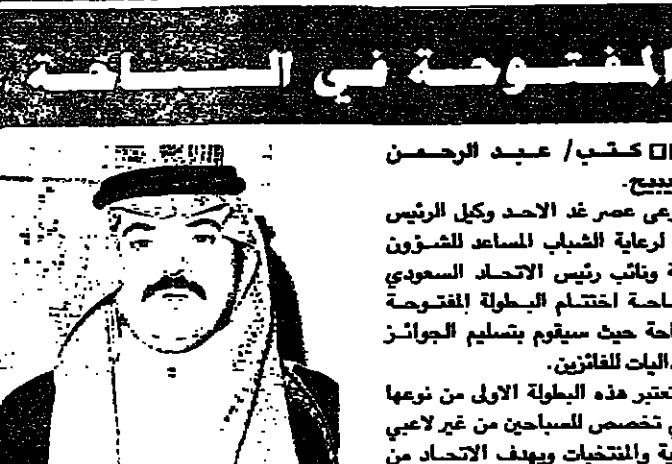 المفتوحة في السباحة
كتب/ عبد الرحمن
عصر غد الاحد وكيل الرئيس
لرعاية الشباب المساعد للشؤون
ونائب رئيس الاتحاد السعودي
اختتام البطولة المفتوحة
حيث سيقوم بتسليم الجوائز
للفائزين.
تعتبر هذه البطولة الاولى من نوعها
تخصص للسباحين من غير لاعبي
والمنتخبات ويهدف الاتحاد من